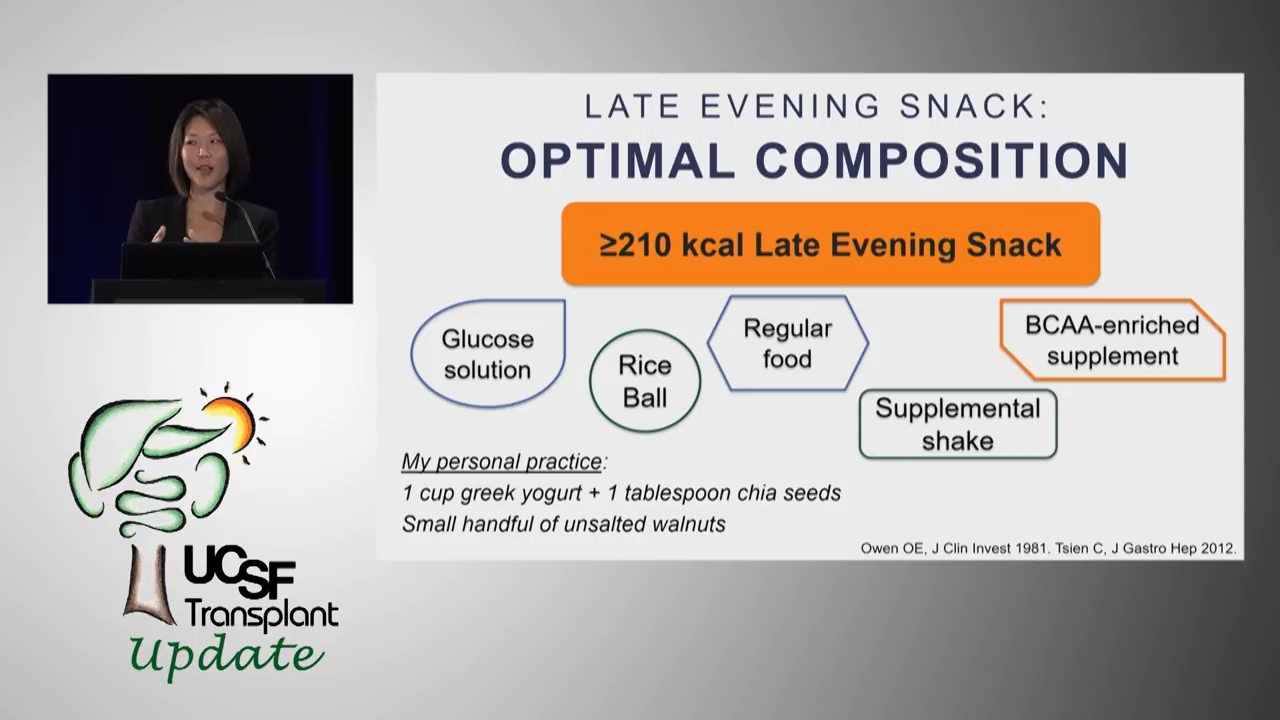 LATE EVENING SNACK:
OPTIMAL COMPOSITION
≥210 kcal Late Evening Snack
Glucose
solution
Rice
Ball
Regular
food
Supplemental
shake
BCAA-enriched
supplement
My personal practice:
1 cup greek yogurt + 1 tablespoon chia seeds
Small handful of unsalted walnuts
Owen OE, J Clin Invest 1981. Tsien C, J Gastro Hep 2012.
UCSF
Transplant
Update